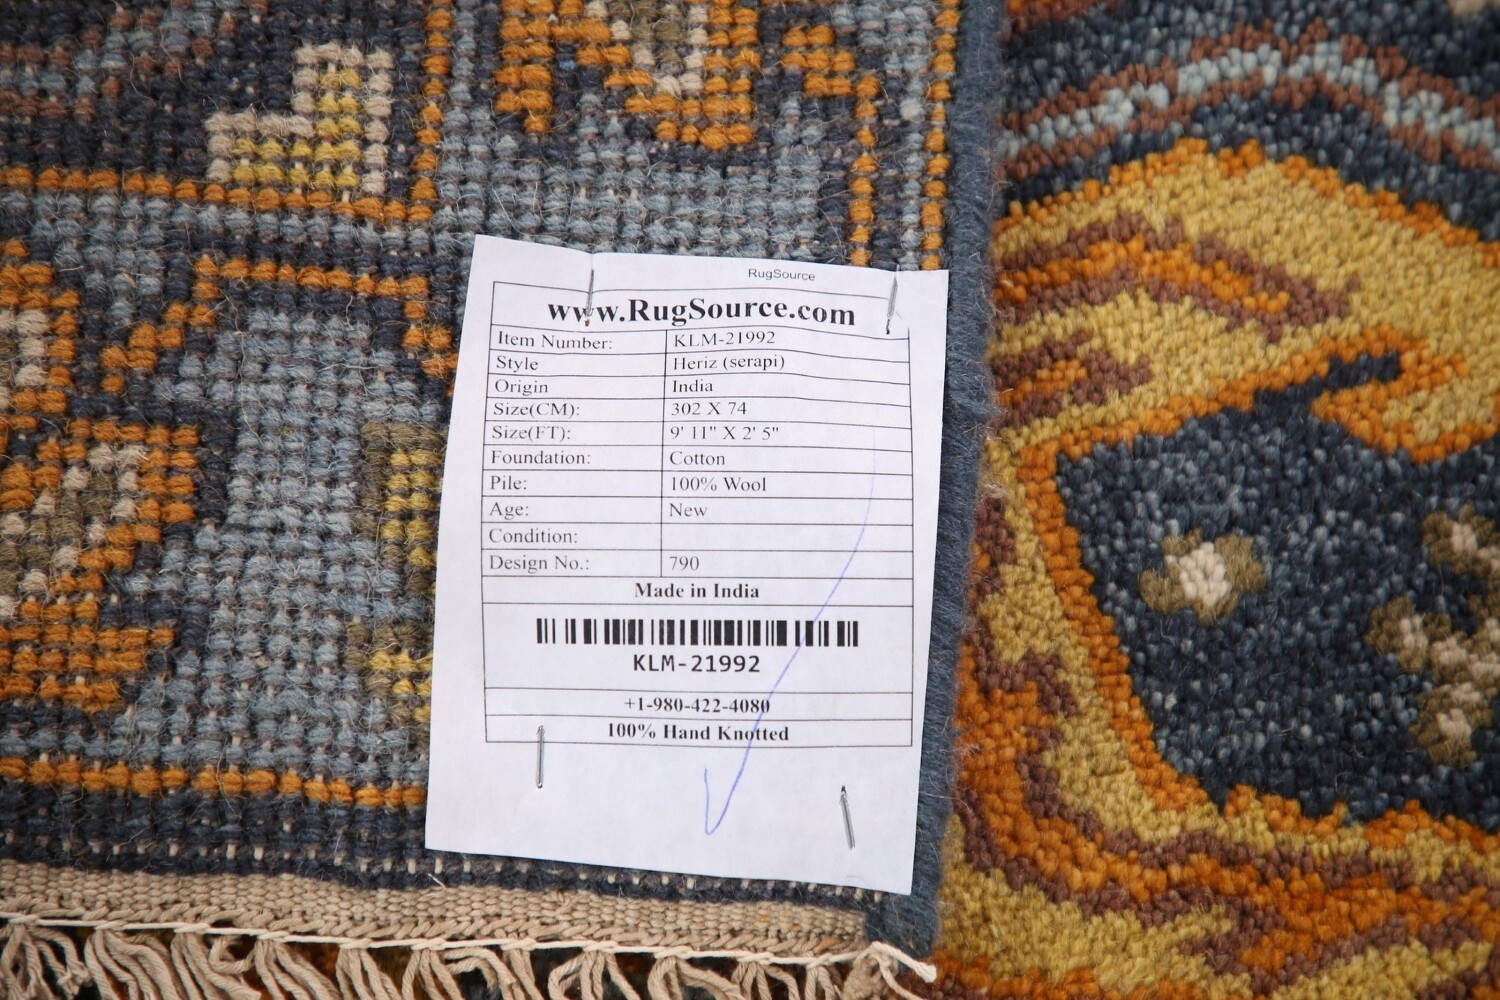 RugSource
www.RugSource.com
Item Number: KLM-21992
Style Heriz (serapi)
Origin India
Size(CM): 302 X 74
Size(FT): 9' 11" X 2' 5"
Foundation: Cotton
Pile: 100% Wool
Age: New
Condition:
Design No.: 790
Made in India
KLM-21992
+1-980-422-4080
100% Hand Knotted